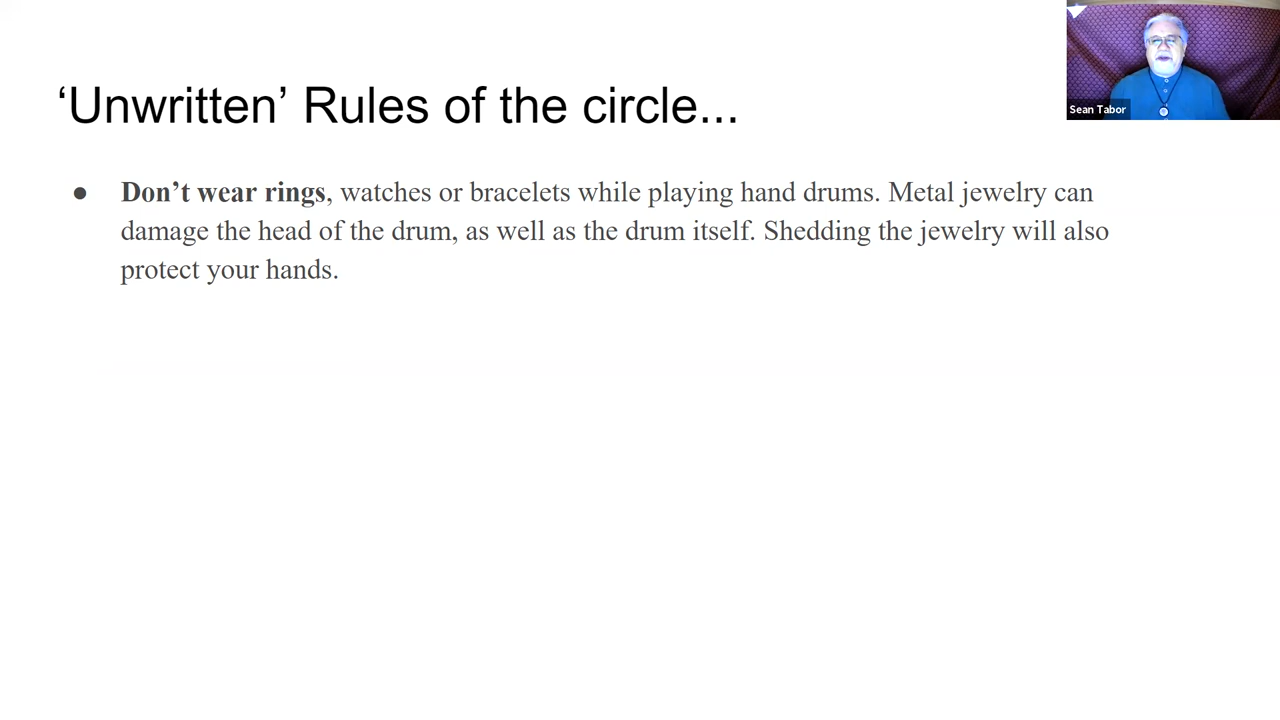 ‘Unwritten’ Rules of the circle...
● Don’t wear rings, watches or bracelets while playing hand drums. Metal jewelry can
damage the head of the drum, as well as the drum itself. Shedding the jewelry will also
protect your hands.
Sean Tabor